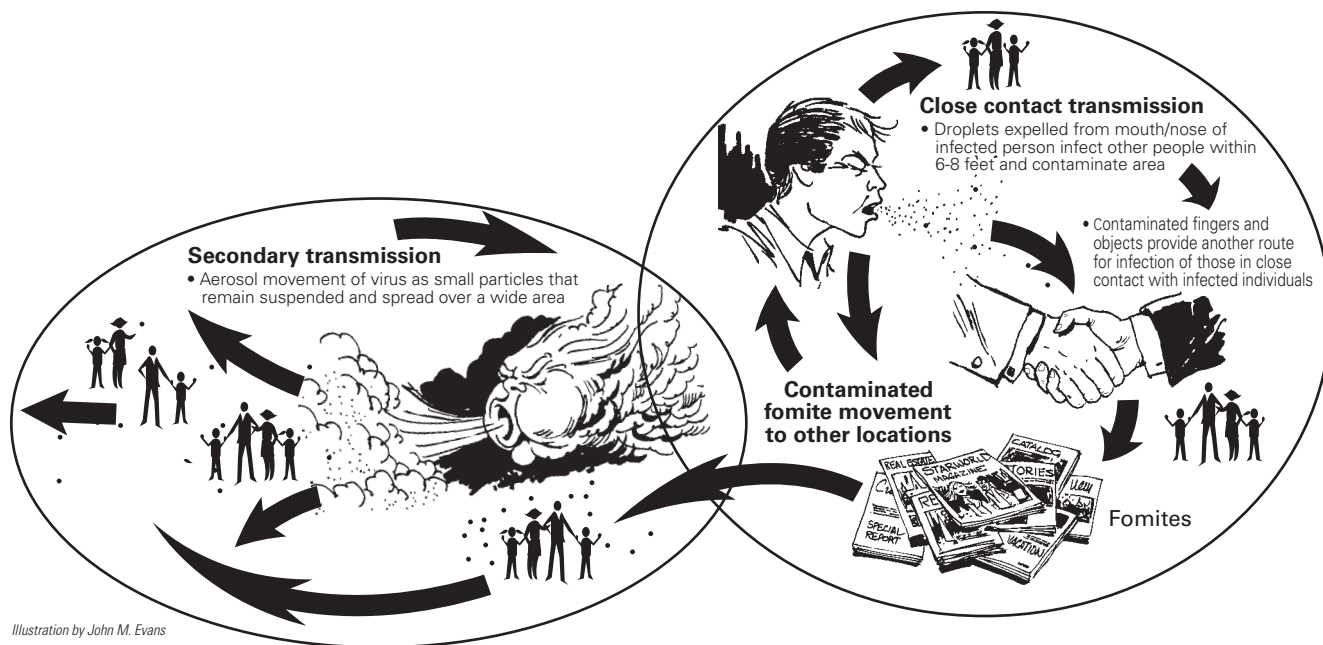 Close contact transmission
• Droplets expelled from mouth/nose of
infected person infect other people within
6-8 feet and contaminate area
• Contaminated fingers and
objects provide another route
for infection of those in close
contact with infected individuals
Secondary transmission
• Aerosol movement of virus as small particles that
remain suspended and spread over a wide area
Contaminated
fomite movement
to other locations
REAL ESTATE
SPECIAL
REPORT
STARWORLD
MAGAZINE
CATALOG
STORIES
VACATION
Fomites
Illustration by John M. Evans